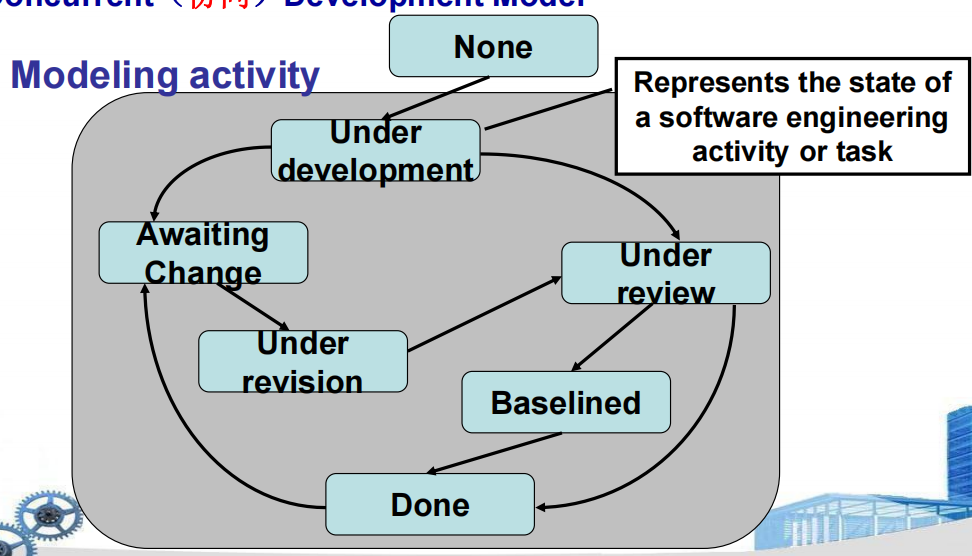 Concurrent（协同）Development Model
None
Modeling activity
Represents the state of
a software engineering
activity or task
Under
development
Awaiting
Change
Under
review
Under
revision
Baselined
Done